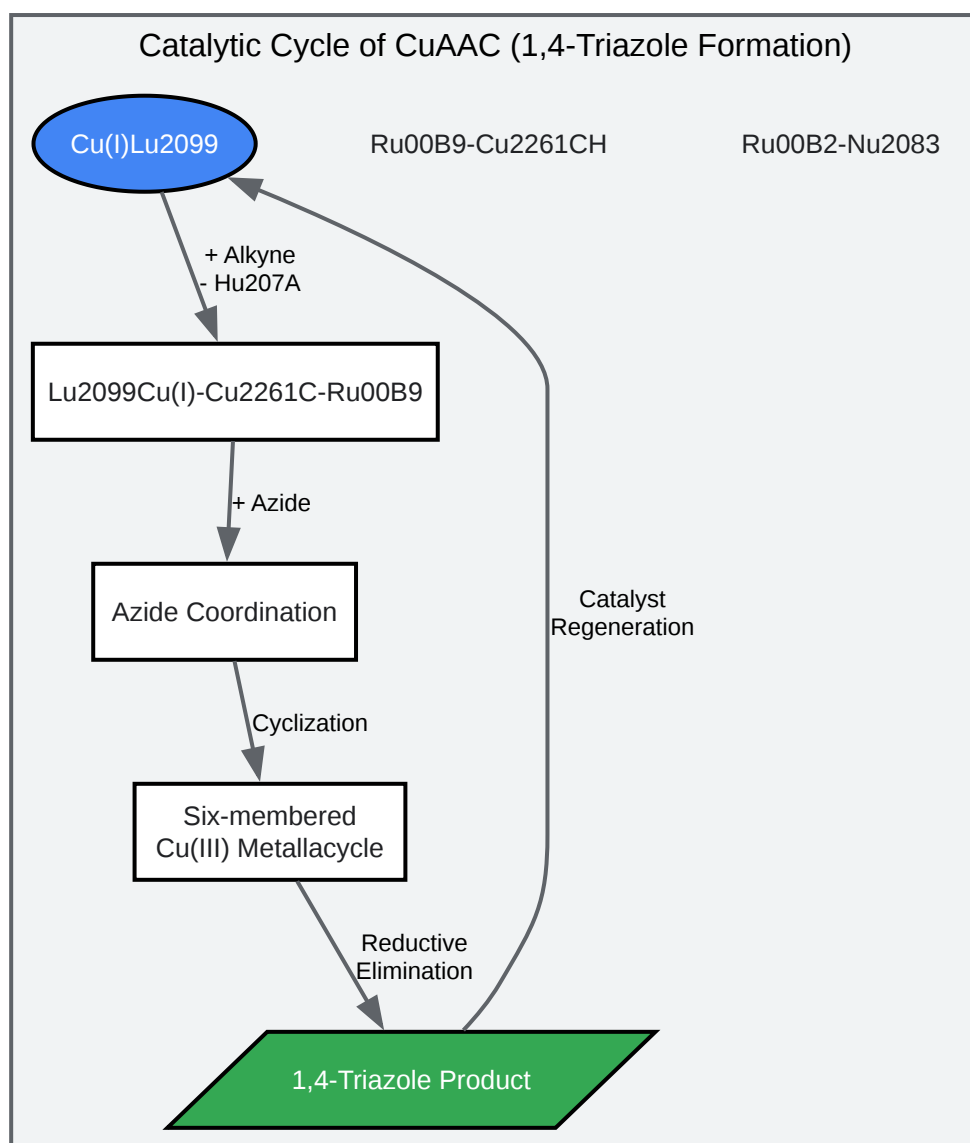 Catalytic Cycle of CuAAC (1,4-Triazole Formation)
Cu(I)Lu2099
Ru00B9-Cu2261CH
Ru00B2-Nu2083
+ Alkyne
- Hu207A
Lu2099Cu(I)-Cu2261C-Ru00B9
+ Azide
Azide Coordination
Catalyst
Regeneration
Cyclization
Six-membered
Cu(III) Metallacycle
Reductive
Elimination
1,4-Triazole Product